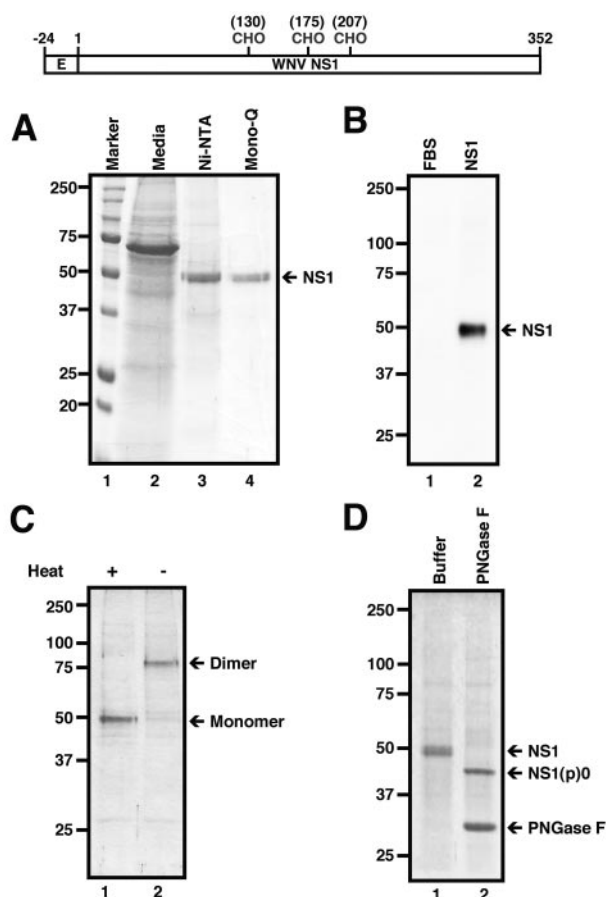 (130) (175) (207)
-24 1 CHO CHO CHO 352
E WNV NS1
A
Marker Media Ni-NTA Mono-Q
250
75
50
37
25
20
← NS1
1 2 3 4
B
FBS NS1
250
100
75
50
37
25
← NS1
1 2
C
Heat + -
250
100
75
50
37
25
← Dimer
← Monomer
1 2
D
Buffer PNGase F
250
100
75
50
37
25
← NS1
← NS1(p)0
← PNGase F
1 2